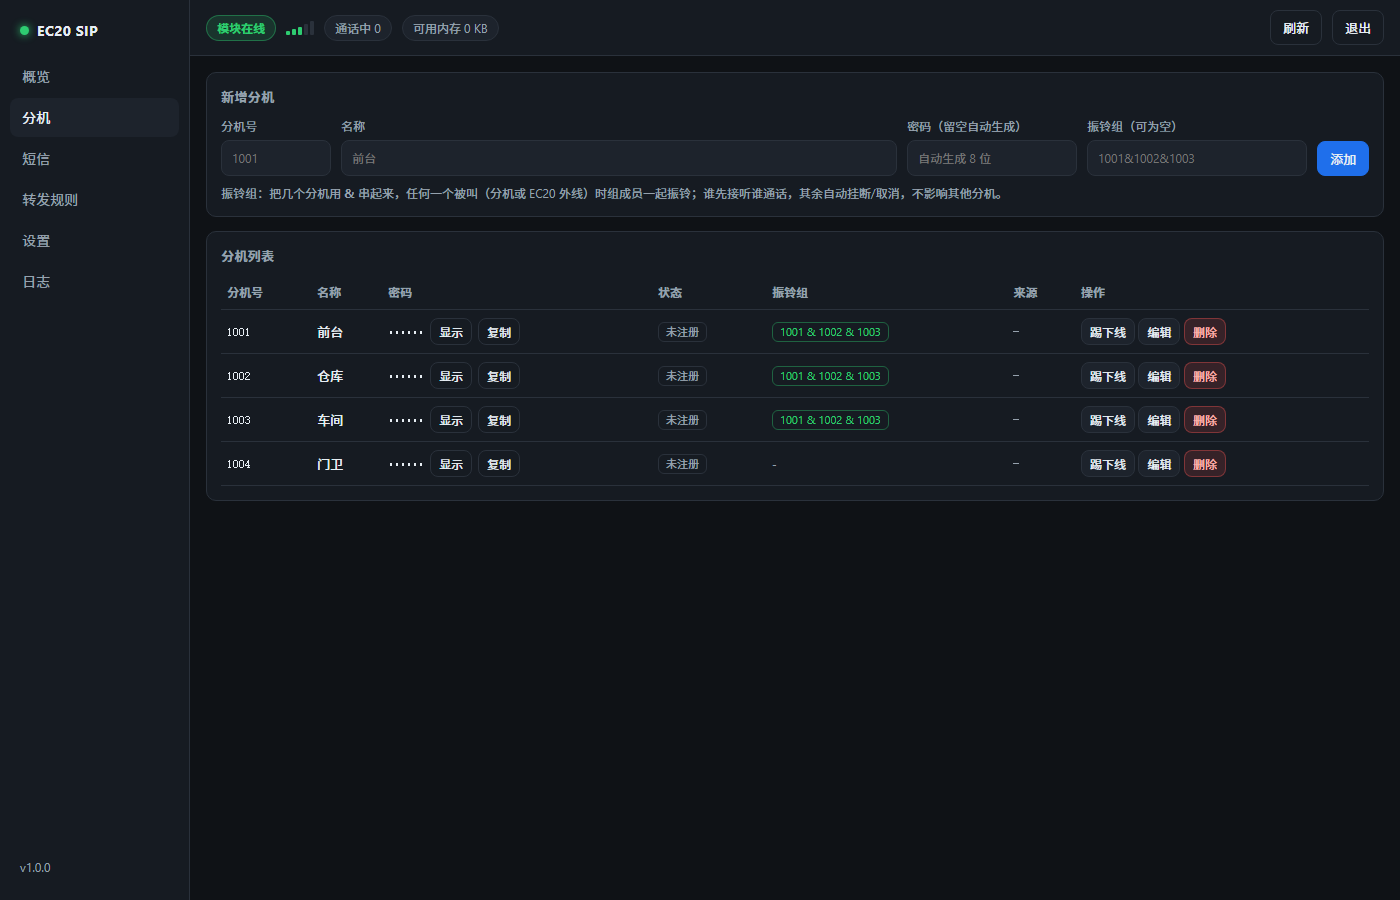 EC20 SIP
概览
分机
短信
转发规则
设置
日志
v1.0.0
模块在线 通话中 0 可用内存 0 KB 刷新 退出
新增分机
分机号 名称 密码（留空自动生成） 振铃组（可为空）
1001 前台 自动生成 8 位 1001&1002&1003 添加
振铃组：把几个分机用 & 串起来，任何一个被叫（分机或 EC20 外线）时组成员一起振铃；谁先接听谁通话，其余自动挂断/取消，不影响其他分机。
分机列表
分机号 名称 密码 状态 振铃组 来源 操作
1001 前台 •••••• 显示 复制 未注册 1001 & 1002 & 1003 – 踢下线 编辑 删除
1002 仓库 •••••• 显示 复制 未注册 1001 & 1002 & 1003 – 踢下线 编辑 删除
1003 车间 •••••• 显示 复制 未注册 1001 & 1002 & 1003 – 踢下线 编辑 删除
1004 门卫 •••••• 显示 复制 未注册 - – 踢下线 编辑 删除